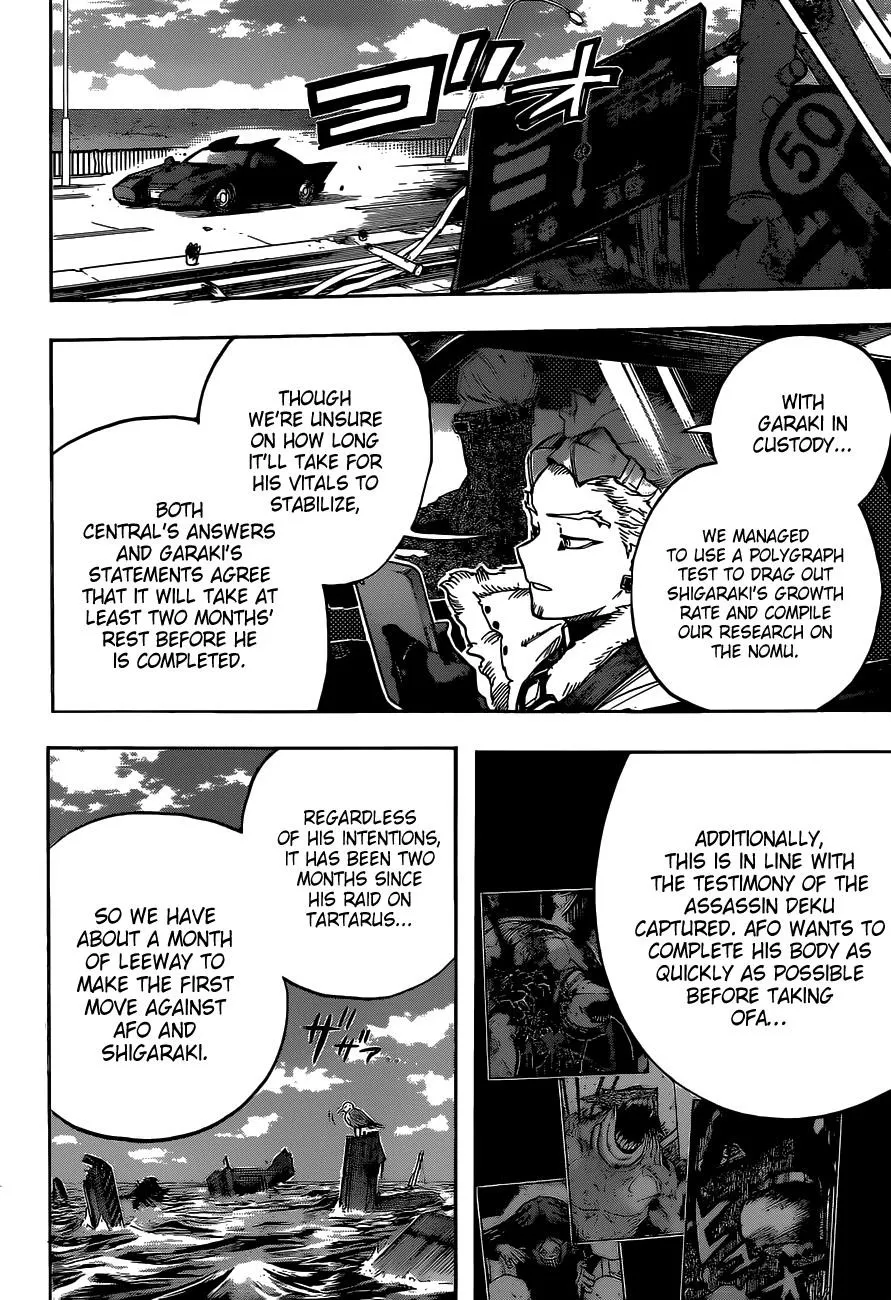 ゴオ
50
WITH
GARAKI IN
CUSTODY...
WE MANAGED
TO USE A POLYGRAPH
TEST TO DRAG OUT
SHIGARAKI'S GROWTH
RATE AND COMPILE
OUR RESEARCH ON
THE NOMU.
THOUGH
WE'RE UNSURE
ON HOW LONG
IT'LL TAKE FOR
HIS VITALS TO
STABILIZE,
BOTH
CENTRAL'S ANSWERS
AND GARAKI'S
STATEMENTS AGREE
THAT IT WILL TAKE AT
LEAST TWO MONTHS'
REST BEFORE HE
IS COMPLETED.
ADDITIONALLY,
THIS IS IN LINE WITH
THE TESTIMONY OF THE
ASSASSIN DEKU
CAPTURED. AFO WANTS TO
COMPLETE HIS BODY AS
QUICKLY AS POSSIBLE
BEFORE TAKING
OFA...
REGARDLESS
OF HIS INTENTIONS,
IT HAS BEEN TWO
MONTHS SINCE
HIS RAID ON
TARTARUS...
SO WE HAVE
ABOUT A MONTH
OF LEEWAY TO
MAKE THE FIRST
MOVE AGAINST
AFO AND
SHIGARAKI.
ザザァ...